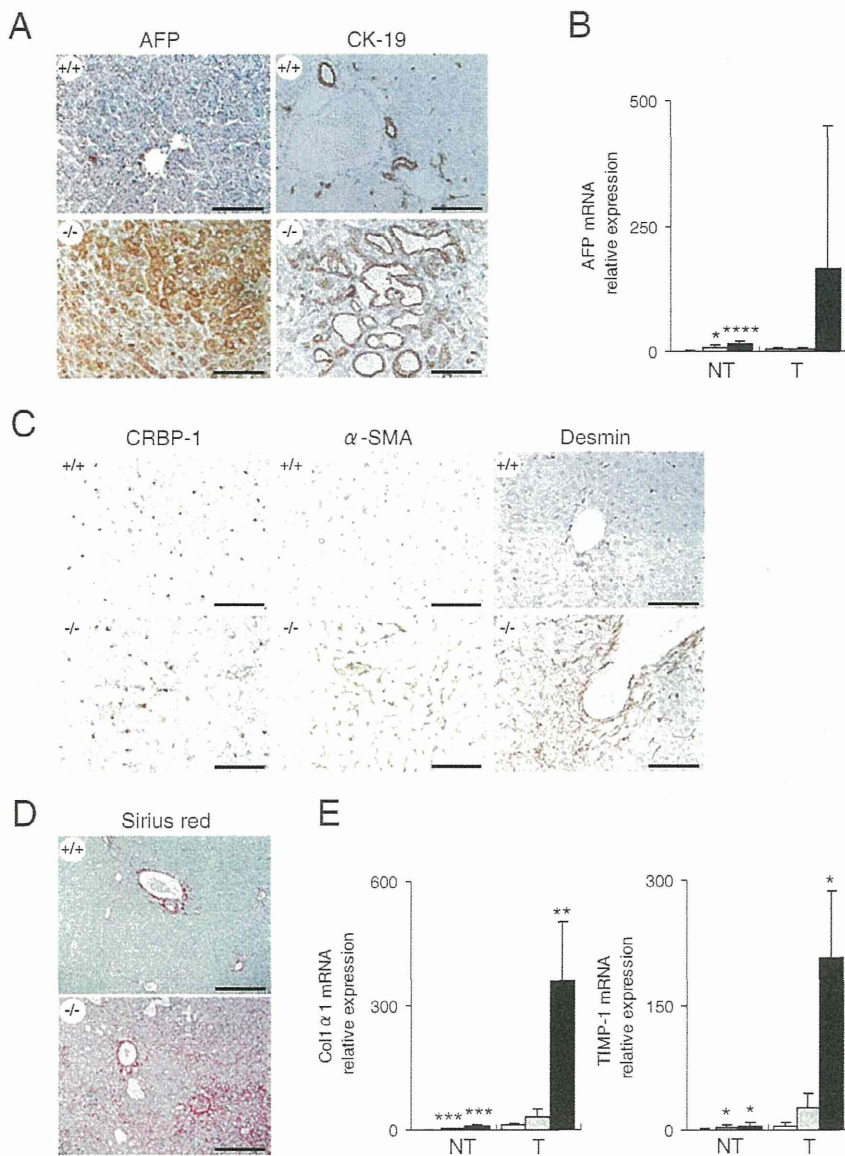 A
AFP
CK-19
+/+
+/+
-/-
-/-
B
500
250
0
AFP mRNA
relative expression
*
****
NT
T
C
CRBP-1
α-SMA
Desmin
+/+
+/+
+/+
-/-
-/-
-/-
D
Sirius red
+/+
-/-
E
600
300
0
Col1α1 mRNA
relative expression
***
***
**
NT
T
300
150
0
TIMP-1 mRNA
relative expression
*
*
*
NT
T